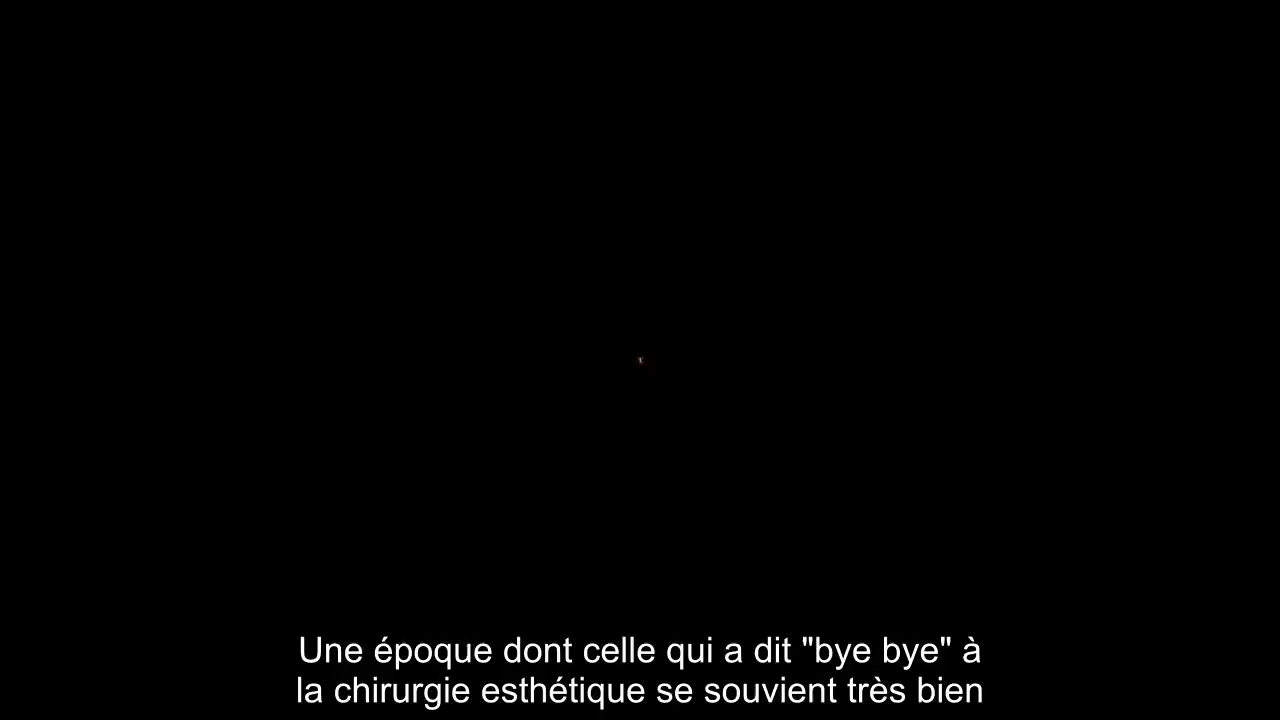 Une époque dont celle qui a dit "bye bye" à
la chirurgie esthétique se souvient très bien